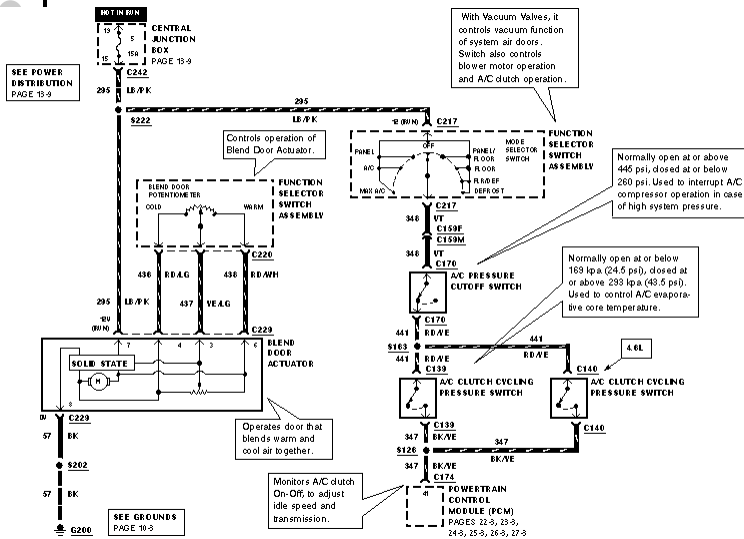 HOT IN RUN
19
5
15A
15
CENTRAL
JUNCTION
BOX
PAGE 13-9
C242
SEE POWER
DISTRIBUTION
PAGE 13-9
295
LB/PK
S222
295
LB/PK
With Vacuum Valves, it
controls vacuum function
of system air doors.
Switch also controls
blower motor operation
and A/C clutch operation.
12 (RUN)
C217
OFF
MODE
SELECTOR
SWITCH
PANEL
A/C
MAX A/C
PANEL/
FLOOR
FLOOR
FLR/DEF
DEFROST
FUNCTION
SELECTOR
SWITCH
ASSEMBLY
C217
Controls operation of
Blend Door Actuator.
BLEND DOOR
POTENTIOMETER
COLD
WARM
FUNCTION
SELECTOR
SWITCH
ASSEMBLY
C220
436
RD/LG
437
YE/LG
438
RD/WH
295
LB/PK
12V
(RUN)
C229
7
4
3
6
BLEND
DOOR
ACTUATOR
SOLID STATE
M
8
0V
C229
57
BK
S202
57
BK
G200
SEE GROUNDS
PAGE 10-3
Operates door that
blends warm and
cool air together.
348
VT
C159F
C159M
348
VT
C170
A/C PRESSURE
CUTOFF SWITCH
Normally open at or above
445 psi, closed at or below
260 psi. Used to interrupt A/C
compressor operation in case
of high system pressure.
C170
441
RD/YE
S163
441
RD/YE
441
RD/YE
Normally open at or below
169 kpa (24.5 psi), closed at
or above 293 kpa (43.5 psi).
Used to control A/C evapora-
tive core temperature.
4.6L
C139
A/C CLUTCH CYCLING
PRESSURE SWITCH
C140
A/C CLUTCH CYCLING
PRESSURE SWITCH
C139
C140
347
BK/YE
S126
347
BK/YE
347
BK/YE
C174
41
POWERTRAIN
CONTROL
MODULE (PCM)
PAGES 22-3, 23-3,
24-3, 25-3, 26-3, 27-3
Monitors A/C clutch
On-Off, to adjust
idle speed and
transmission.